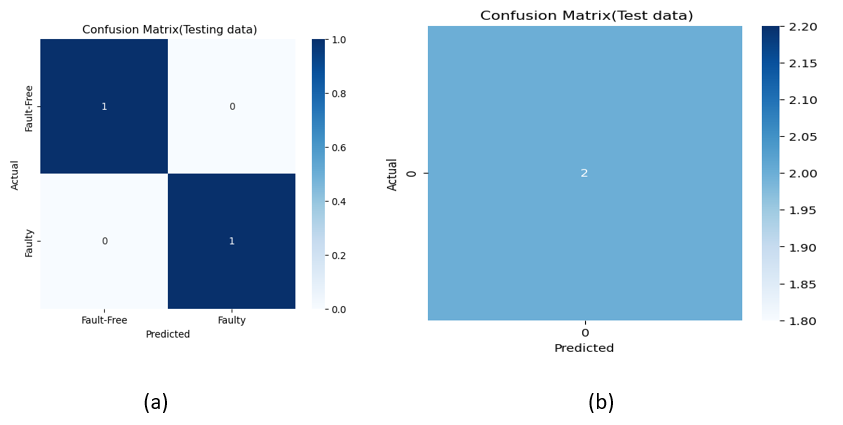 Confusion Matrix(Testing data)
Actual
Fault-Free
Faulty
1
0
0
1
Fault-Free
Faulty
Predicted
1.0
0.8
0.6
0.4
0.2
0.0
(a)
Confusion Matrix(Test data)
Actual
0
2
0
Predicted
2.20
2.15
2.10
2.05
2.00
1.95
1.90
1.85
1.80
(b)